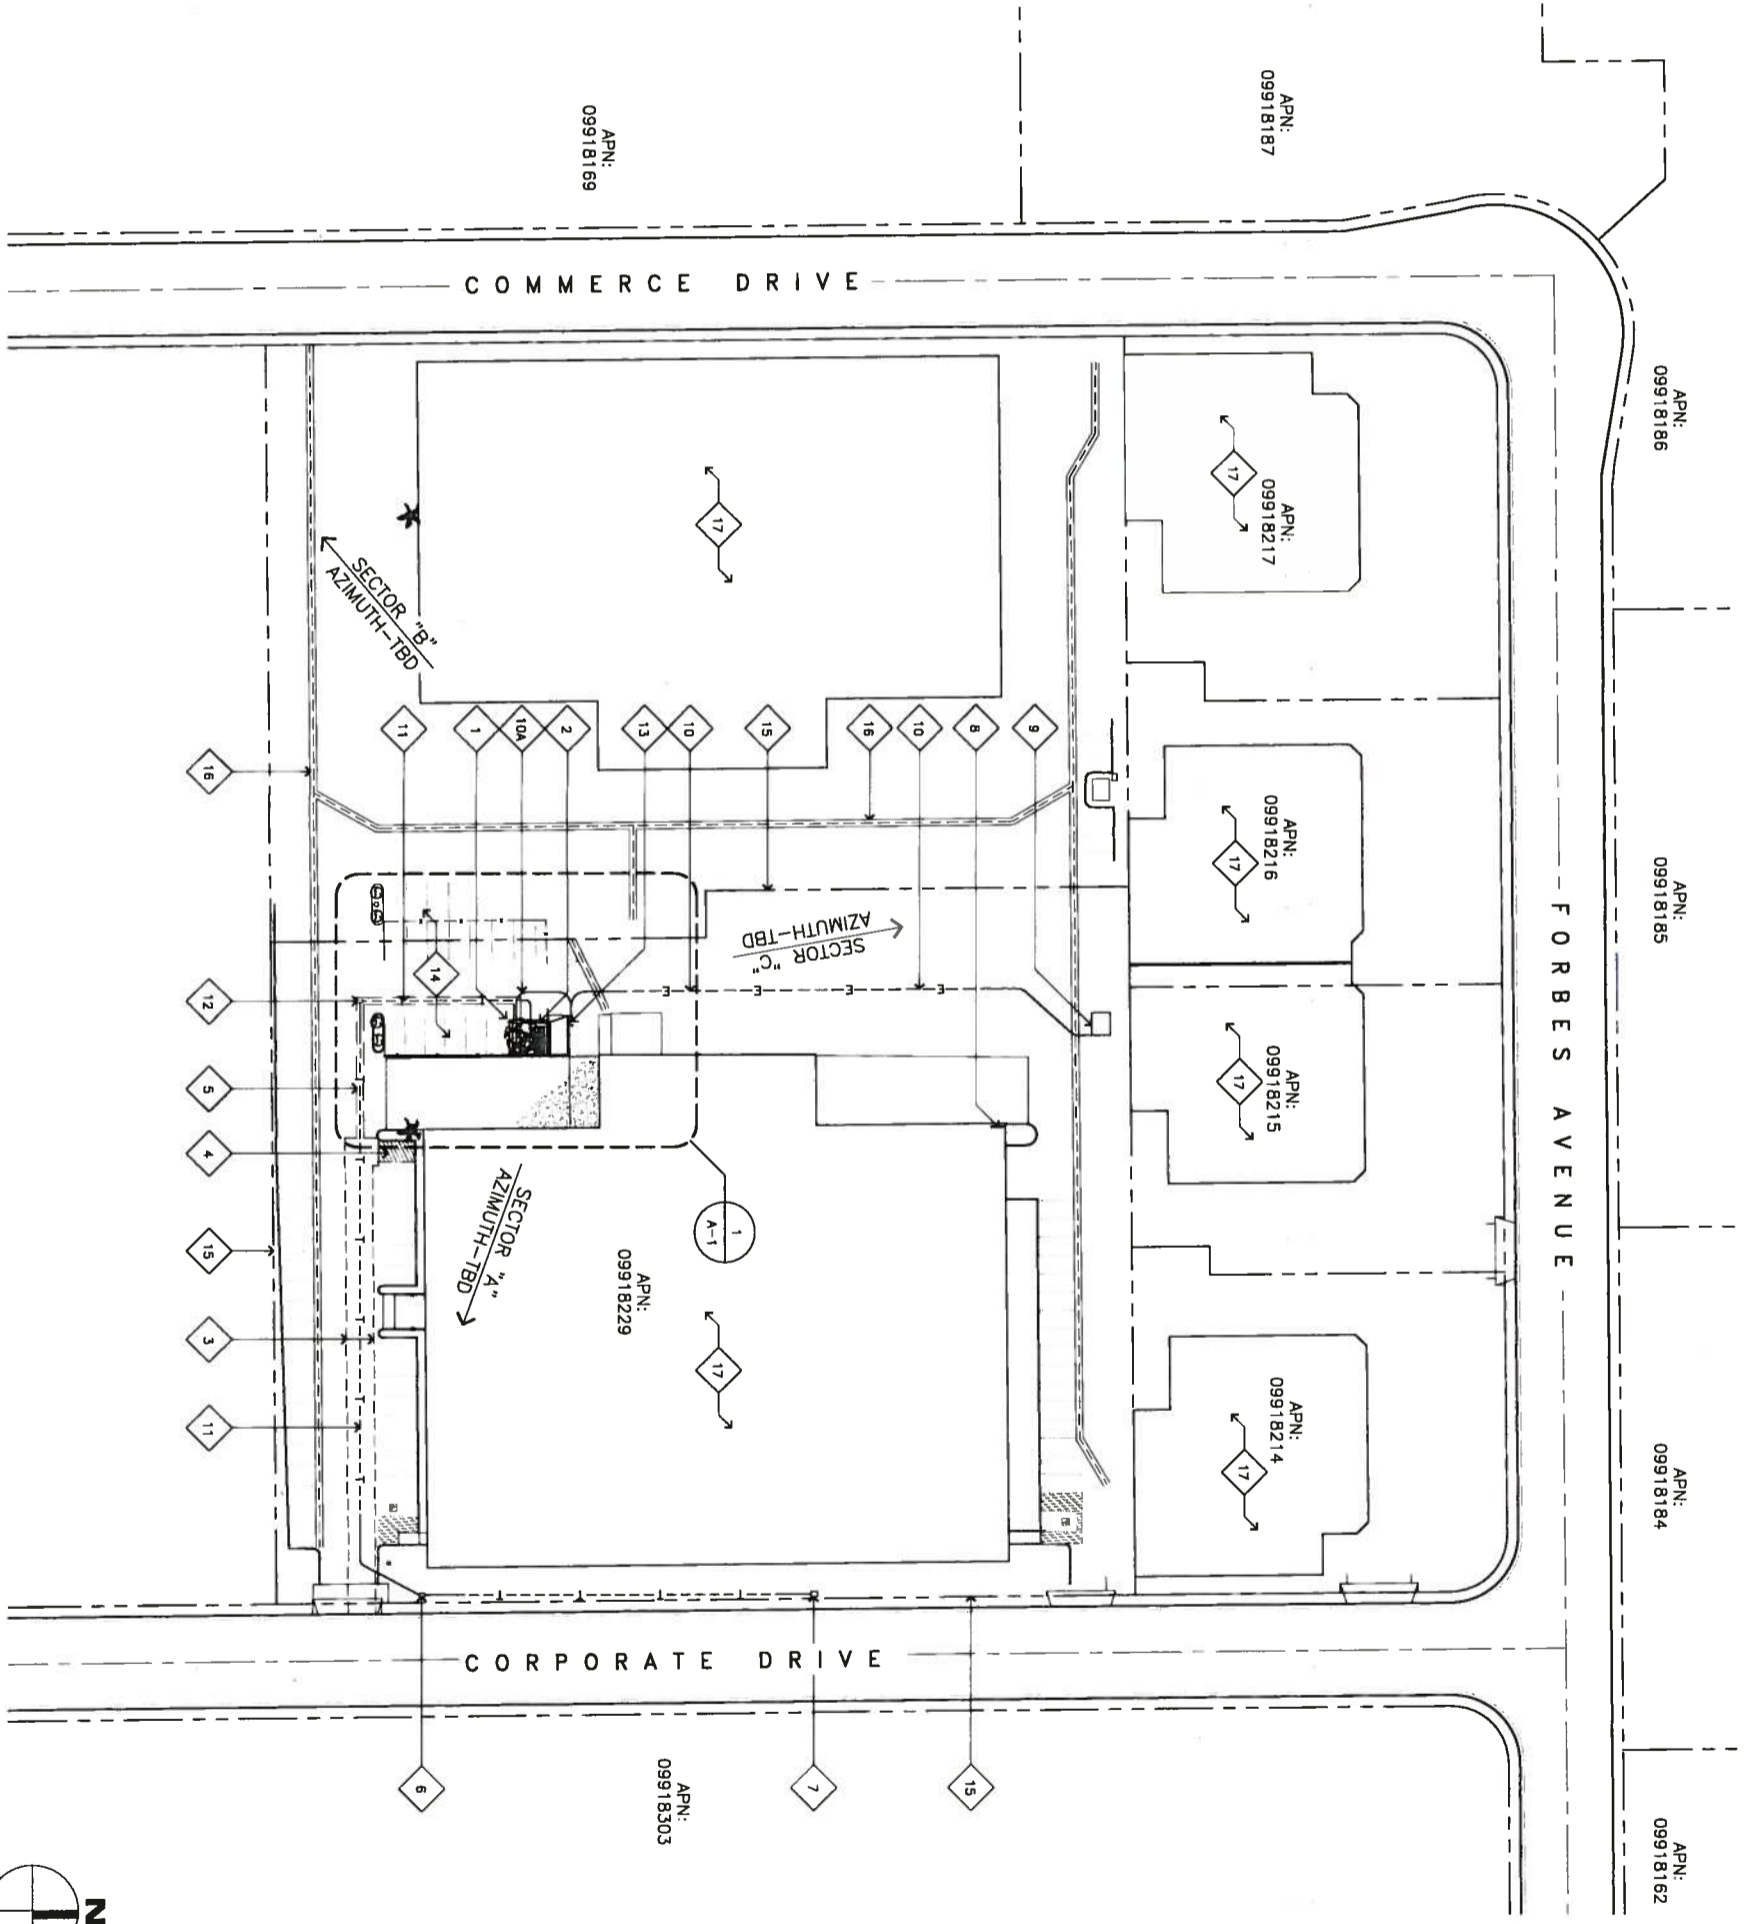 APN:
09918187
APN:
09918169
COMMERCE DRIVE
APN:
09918186
17
APN:
09918217
17
SECTOR "B"
AZIMUTH-TBD
11
1
10A
2
13
10
15
16
10
8
9
16
APN:
09918216
17
APN:
09918185
FORBES AVENUE
SECTOR "C"
AZIMUTH-TBD
14
E
E
E
E
12
5
4
15
3
11
APN:
09918215
17
1
A-1
SECTOR "A"
AZIMUTH-TBD
APN:
09918229
17
APN:
09918214
17
APN:
09918184
T
T
T
T
T
T
CORPORATE DRIVE
6
7
15
APN:
09918303
APN:
09918162
N